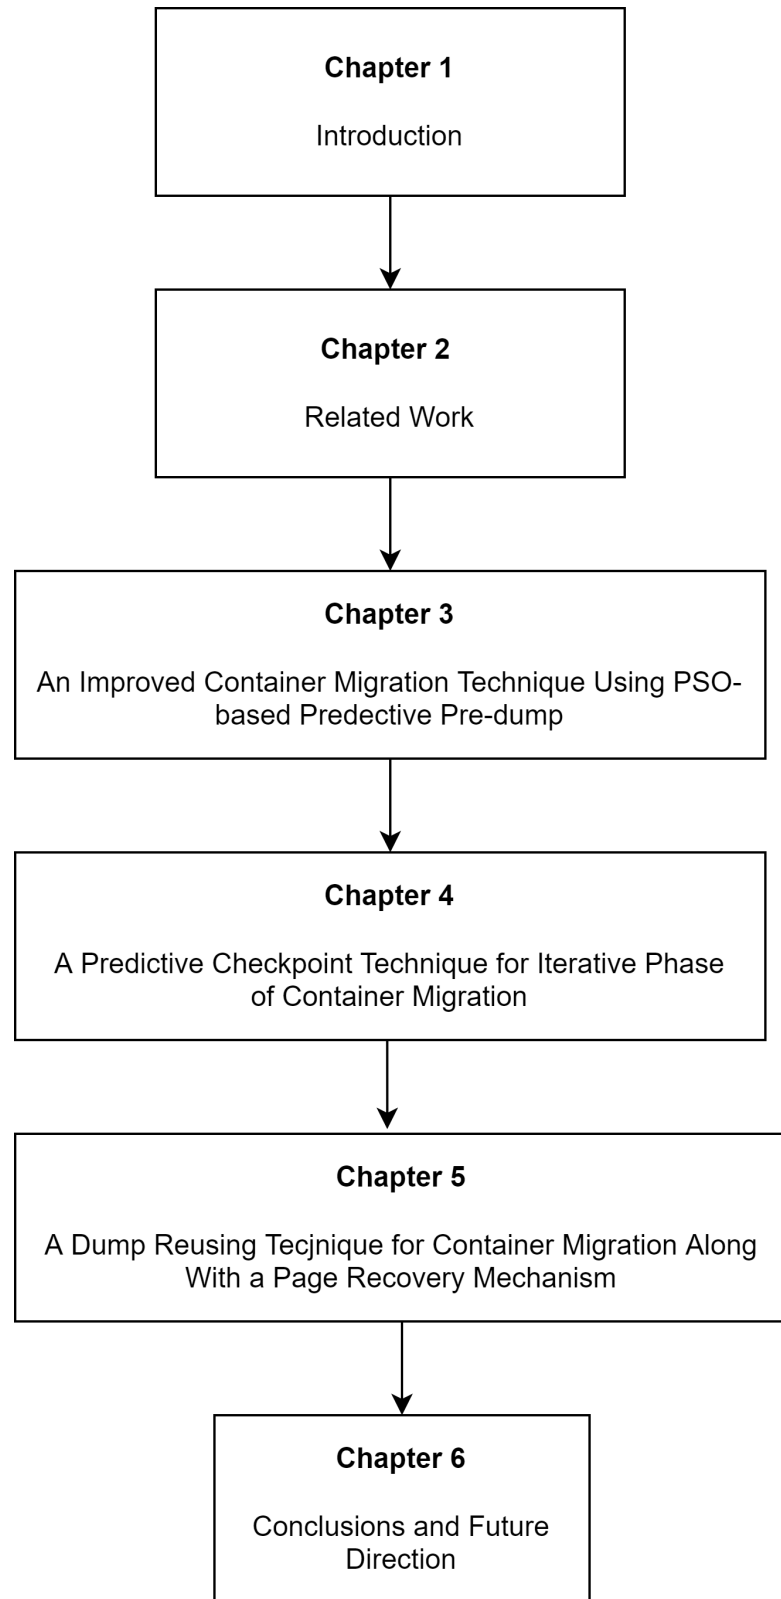 Chapter 1
Introduction
Chapter 2
Related Work
Chapter 3
An Improved Container Migration Technique Using PSO-
based Predective Pre-dump
Chapter 4
A Predictive Checkpoint Technique for Iterative Phase
of Container Migration
Chapter 5
A Dump Reusing Tecjnique for Container Migration Along
With a Page Recovery Mechanism
Chapter 6
Conclusions and Future
Direction